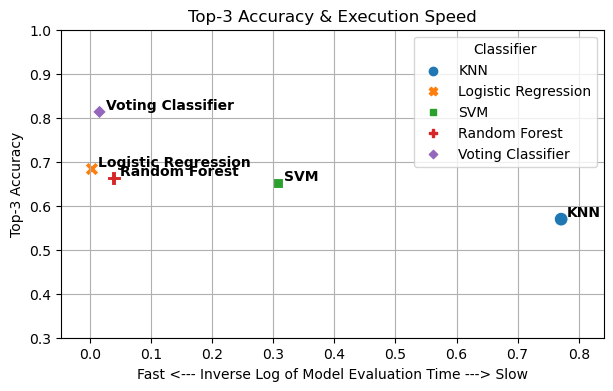 Top-3 Accuracy & Execution Speed
Top-3 Accuracy
1.0
0.9
0.8
0.7
0.6
0.5
0.4
0.3
Classifier
KNN
Logistic Regression
SVM
Random Forest
Voting Classifier
Voting Classifier
Logistic Regression
Random Forest
SVM
KNN
0.0 0.1 0.2 0.3 0.4 0.5 0.6 0.7 0.8
Fast <--- Inverse Log of Model Evaluation Time ---> Slow